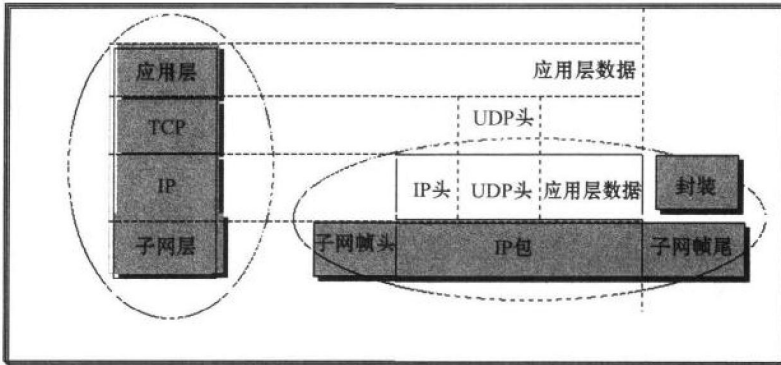 应用层
应用层数据
TCP
UDP头
IP
IP头 UDP头 应用层数据
封装
子网层
子网帧头 IP包 子网帧尾